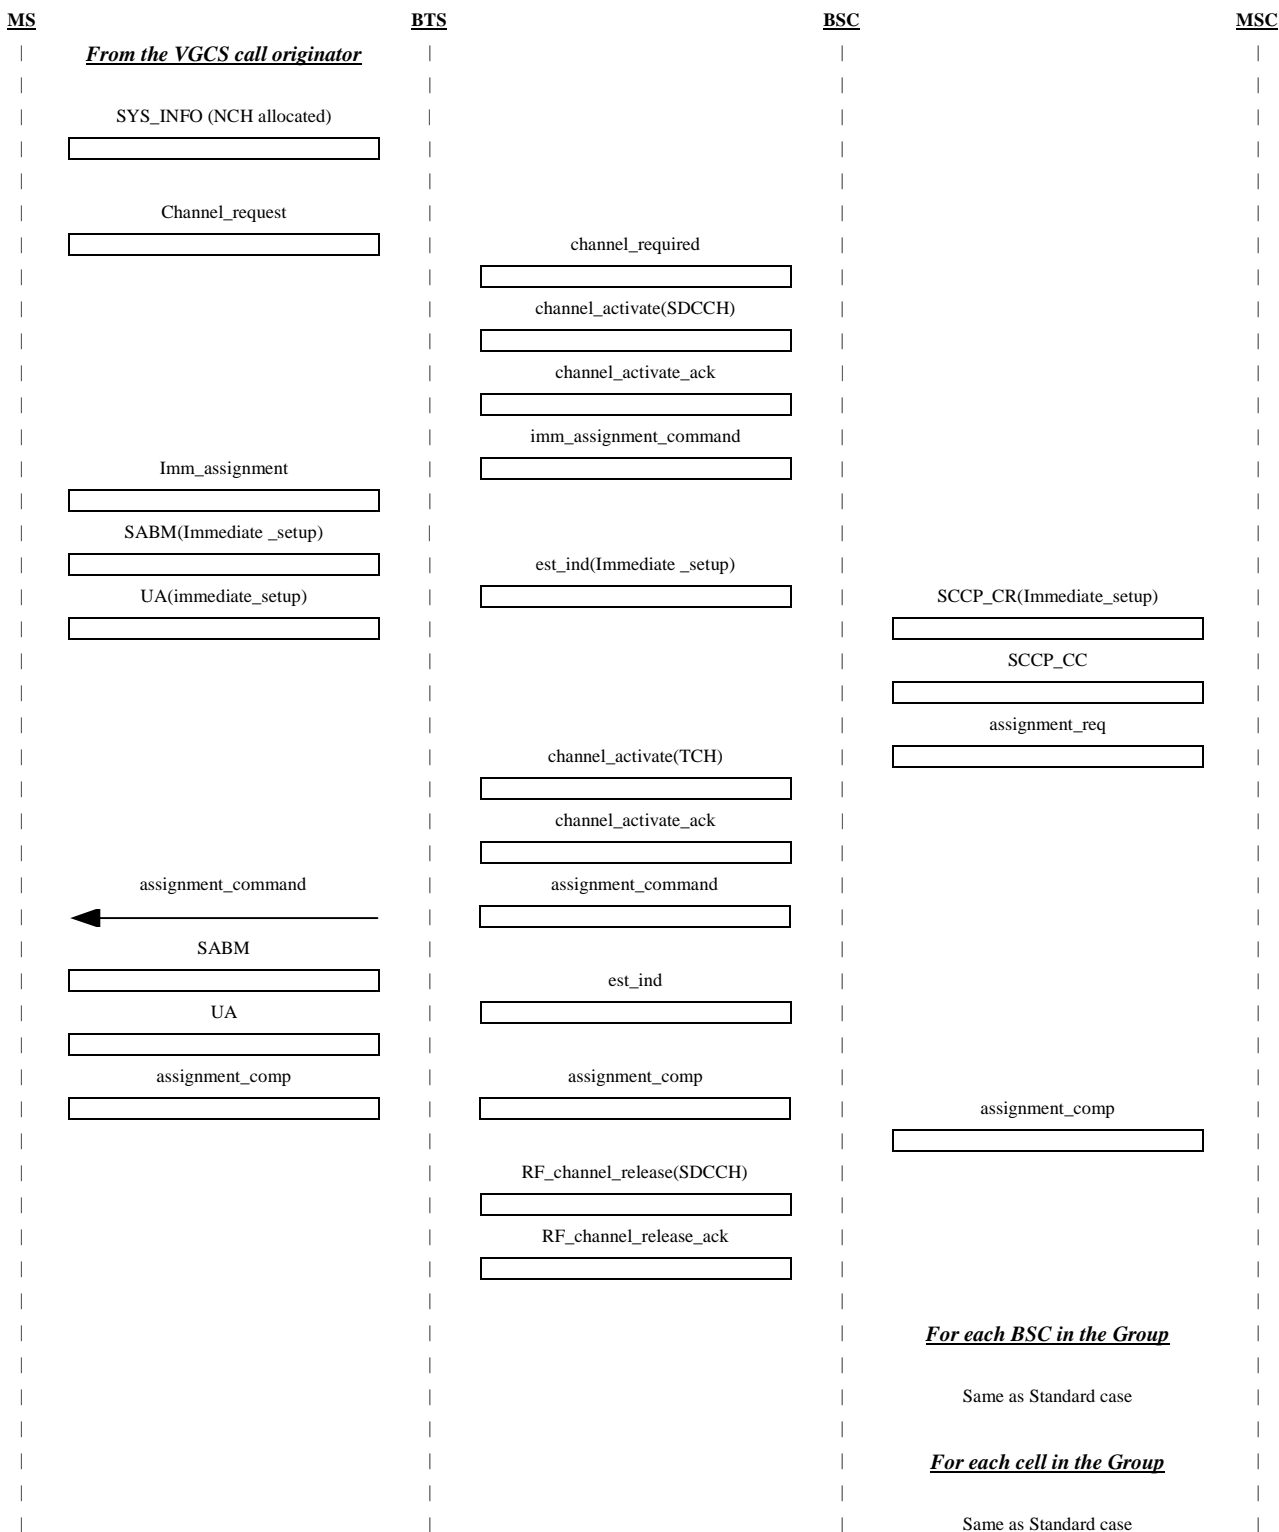 MS BTS BSC MSC
From the VGCS call originator
SYS_INFO (NCH allocated)
Channel_request
channel_required
channel_activate(SDCCH)
channel_activate_ack
imm_assignment_command
Imm_assignment
SABM(Immediate _setup)
est_ind(Immediate _setup)
UA(immediate_setup) SCCP_CR(Immediate_setup)
SCCP_CC
assignment_req
channel_activate(TCH)
channel_activate_ack
assignment_command assignment_command
SABM
est_ind
UA
assignment_comp assignment_comp
assignment_comp
RF_channel_release(SDCCH)
RF_channel_release_ack
For each BSC in the Group
Same as Standard case
For each cell in the Group
Same as Standard case